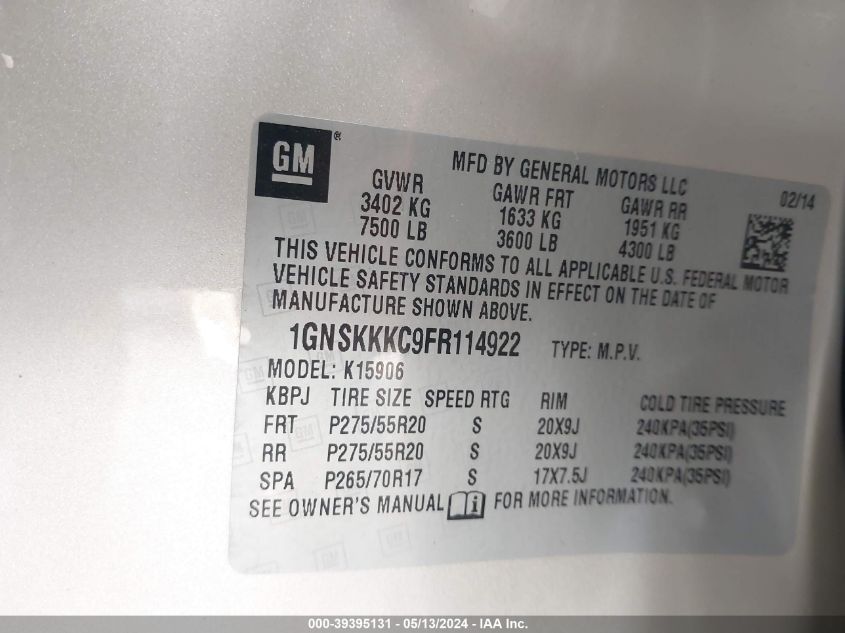 GM®
MFD BY GENERAL MOTORS LLC
02/14
GVWR GAWR FRT GAWR RR
3402 KG 1633 KG 1951 KG
7500 LB 3600 LB 4300 LB
THIS VEHICLE CONFORMS TO ALL APPLICABLE U.S. FEDERAL MOTOR
VEHICLE SAFETY STANDARDS IN EFFECT ON THE DATE OF
MANUFACTURE SHOWN ABOVE.
1GNSKKKC9FR114922 TYPE: M.P.V.
MODEL: K15906
KBPJ TIRE SIZE SPEED RTG RIM COLD TIRE PRESSURE
FRT P275/55R20 S 20X9J 240KPA(35PSI)
RR P275/55R20 S 20X9J 240KPA(35PSI)
SPA P265/70R17 S 17X7.5J 240KPA(35PSI)
SEE OWNER'S MANUAL i FOR MORE INFORMATION.
000-39395131 - 05/13/2024 - IAA Inc.